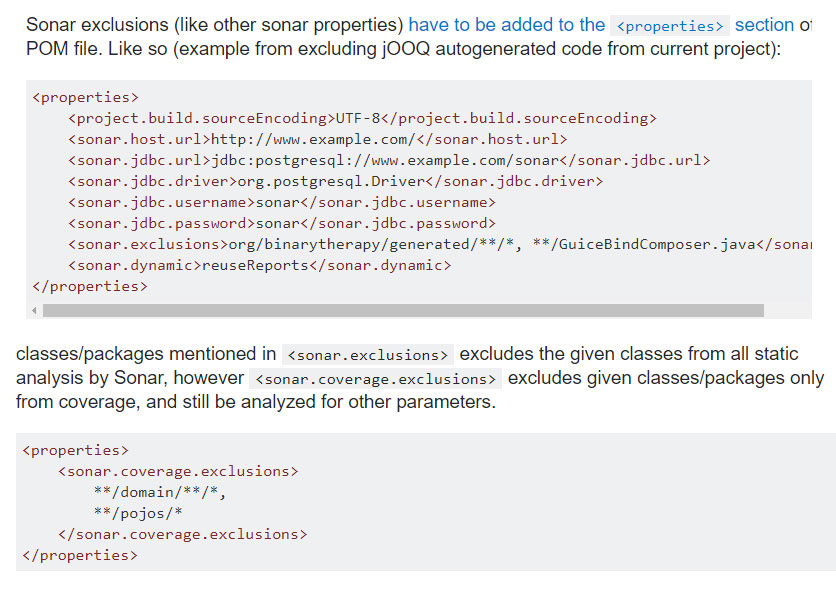 Sonar exclusions (like other sonar properties) have to be added to the <properties> section of
POM file. Like so (example from excluding jOOQ autogenerated code from current project):
<properties>
    <project.build.sourceEncoding>UTF-8</project.build.sourceEncoding>
    <sonar.host.url>http://www.example.com/</sonar.host.url>
    <sonar.jdbc.url>jdbc:postgresql://www.example.com/sonar</sonar.jdbc.url>
    <sonar.jdbc.driver>org.postgresql.Driver</sonar.jdbc.driver>
    <sonar.jdbc.username>sonar</sonar.jdbc.username>
    <sonar.jdbc.password>sonar</sonar.jdbc.password>
    <sonar.exclusions>org/binarytherapy/generated/**/*, **/GuiceBindComposer.java</sonar
    <sonar.dynamic>reuseReports</sonar.dynamic>
</properties>
classes/packages mentioned in <sonar.exclusions> excludes the given classes from all static
analysis by Sonar, however <sonar.coverage.exclusions> excludes given classes/packages only
from coverage, and still be analyzed for other parameters.
<properties>
    <sonar.coverage.exclusions>
        **/domain/**/*,
        **/pojos/*
    </sonar.coverage.exclusions>
</properties>